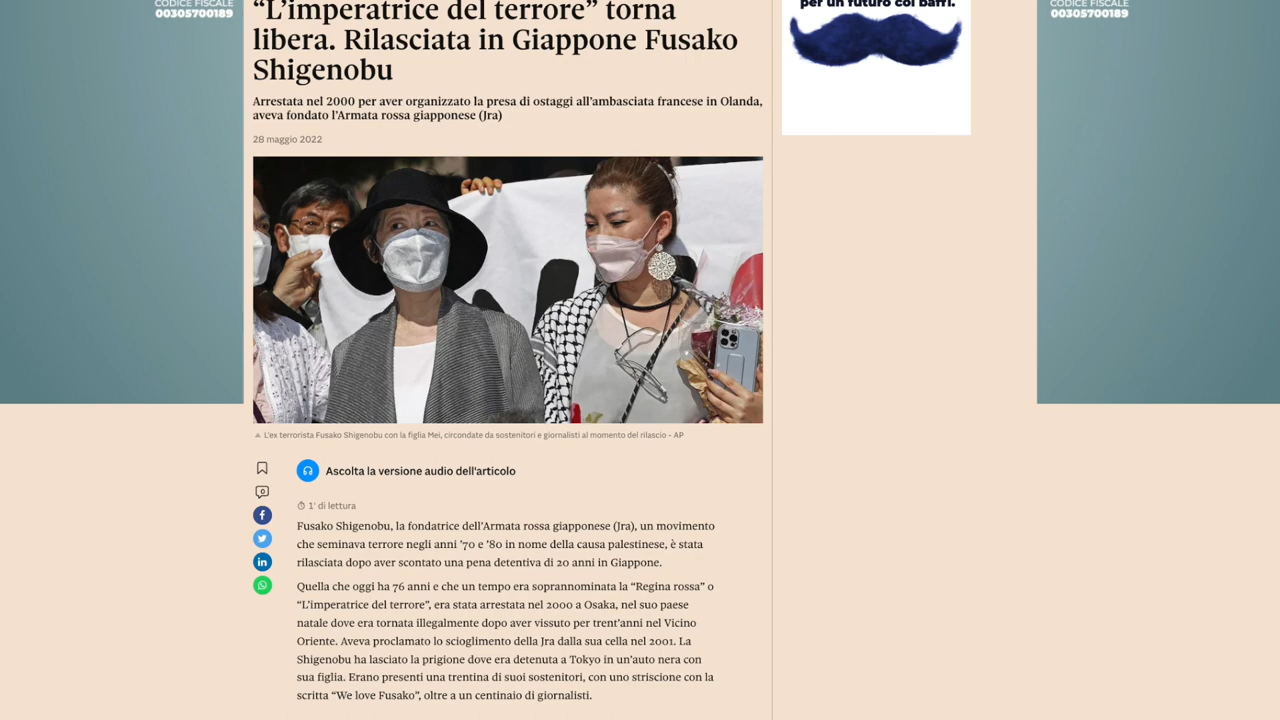 CODICE FISCALE
00305700189
“L’imperatrice del terrore” torna
libera. Rilasciata in Giappone Fusako
Shigenobu
Arrestata nel 2000 per aver organizzato la presa di ostaggi all’ambasciata francese in Olanda,
aveva fondato l’Armata rossa giapponese (Jra)
28 maggio 2022
per un futuro coi baffi.
CODICE FISCALE
00305700189
L’ex terrorista Fusako Shigenobu con la figlia Mei, circondate da sostenitori e giornalisti al momento del rilascio - AP
0
Ascolta la versione audio dell'articolo
1' di lettura
Fusako Shigenobu, la fondatrice dell’Armata rossa giapponese (Jra), un movimento
che seminava terrore negli anni ’70 e ’80 in nome della causa palestinese, è stata
rilasciata dopo aver scontato una pena detentiva di 20 anni in Giappone.
Quella che oggi ha 76 anni e che un tempo era soprannominata la “Regina rossa” o
“L’imperatrice del terrore”, era stata arrestata nel 2000 a Osaka, nel suo paese
natale dove era tornata illegalmente dopo aver vissuto per trent’anni nel Vicino
Oriente. Aveva proclamato lo scioglimento della Jra dalla sua cella nel 2001. La
Shigenobu ha lasciato la prigione dove era detenuta a Tokyo in un’auto nera con
sua figlia. Erano presenti una trentina di suoi sostenitori, con uno striscione con la
scritta “We love Fusako”, oltre a un centinaio di giornalisti.